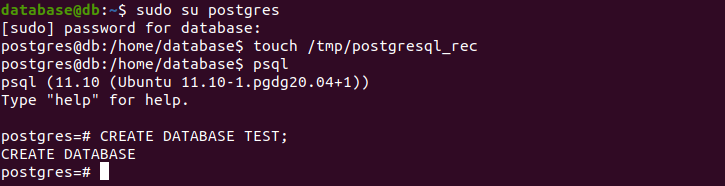 database@db:~$ sudo su postgres
[sudo] password for database:
postgres@db:/home/database$ touch /tmp/postgresql_rec
postgres@db:/home/database$ psql
psql (11.10 (Ubuntu 11.10-1.pgdg20.04+1))
Type "help" for help.

postgres=# CREATE DATABASE TEST;
CREATE DATABASE
postgres=#